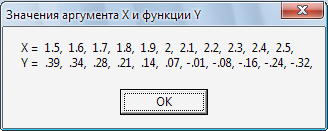 Значения аргумента X и функции Y
X = 1.5, 1.6, 1.7, 1.8, 1.9, 2, 2.1, 2.2, 2.3, 2.4, 2.5,
Y = .39, .34, .28, .21, .14, .07, -.01, -.08, -.16, -.24, -.32,
OK